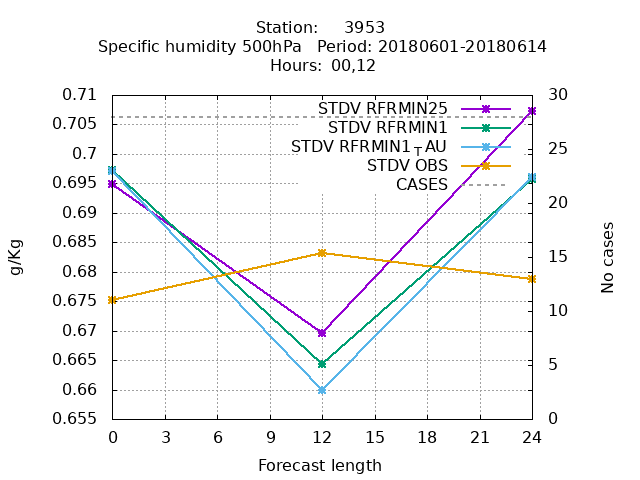 Station:     3953
Specific humidity 500hPa   Period: 20180601-20180614
Hours: 00,12
0.71
0.705
0.7
0.695
0.69
0.685
0.68
0.675
0.67
0.665
0.66
0.655
g/Kg
STDV RFRMIN25
STDV RFRMIN1
STDV RFRMIN1_TAU
STDV OBS
CASES
30
25
20
15
10
5
0
No cases
0 3 6 9 12 15 18 21 24
Forecast length